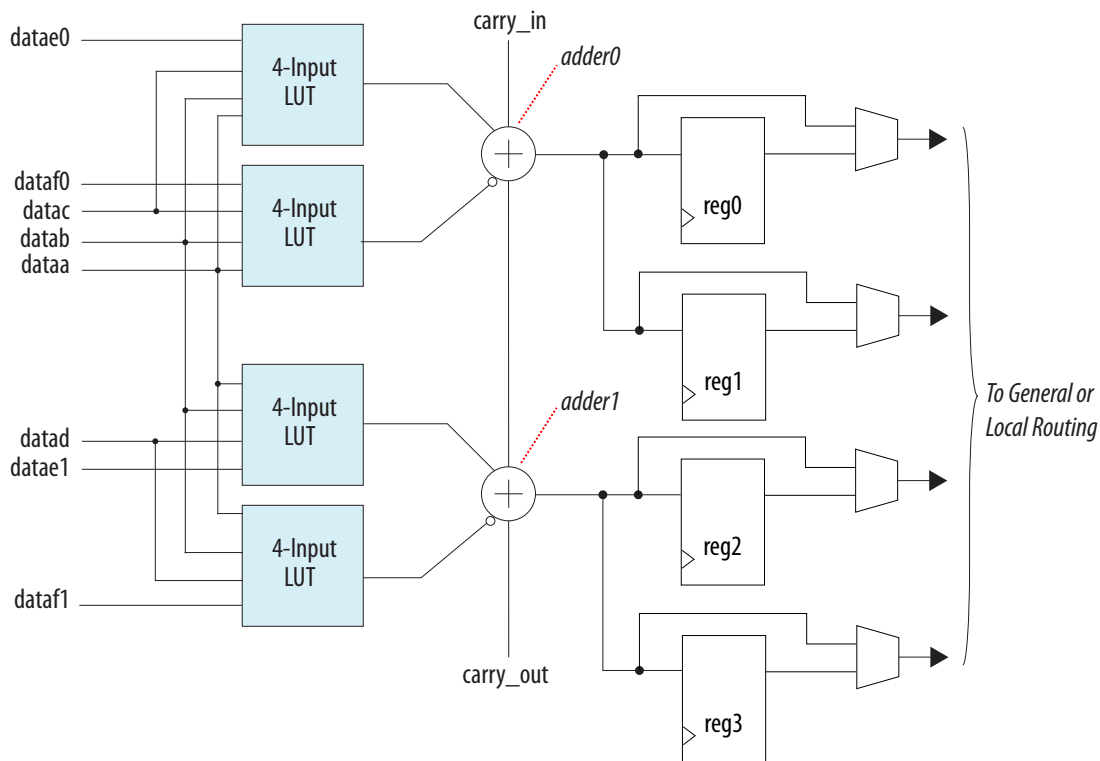 carry_in
datae0
adder0
4-Input
LUT
dataf0
datac
datab
dataa
4-Input
LUT
reg0
reg1
4-Input
LUT
adder1
To General or
Local Routing
datad
datae1
4-Input
LUT
reg2
dataf1
carry_out
reg3